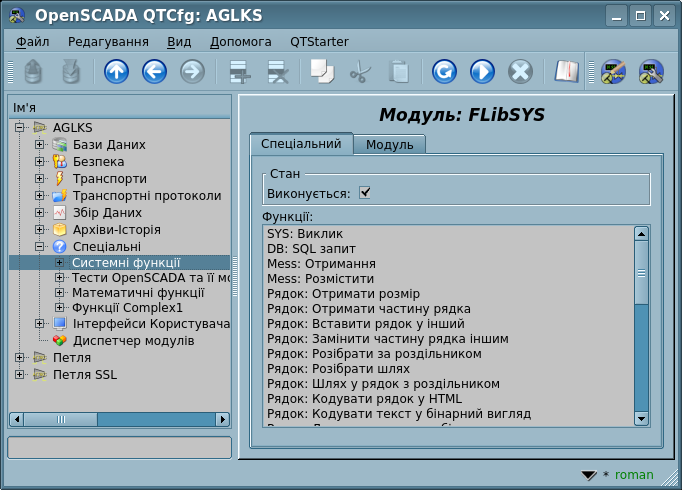 OpenSCADA QTCfg: AGLKS
Файл Редагування Вид Допомога QTStarter
Ім'я
AGLKS
Бази Даних
Безпека
Транспорти
Транспортні протоколи
Збір Даних
Архіви-Історія
Спеціальні
Системні функції
Тести OpenSCADA та її мо
Математичні функції
Функції Complex1
Інтерфейси Користувача
Диспетчер модулів
Петля
Петля SSL
Модуль: FLibSYS
Спеціальний Модуль
Стан
Виконується:
Функції:
SYS: Виклик
DB: SQL запит
Mess: Отримання
Mess: Розмістити
Рядок: Отримати розмір
Рядок: Отримати частину рядка
Рядок: Вставити рядок у інший
Рядок: Замінити частину рядка іншим
Рядок: Розібрати за роздільником
Рядок: Розібрати шлях
Рядок: Шлях у рядок з роздільником
Рядок: Кодувати рядок у HTML
Рядок: Кодувати текст у бінарний вигляд
* roman